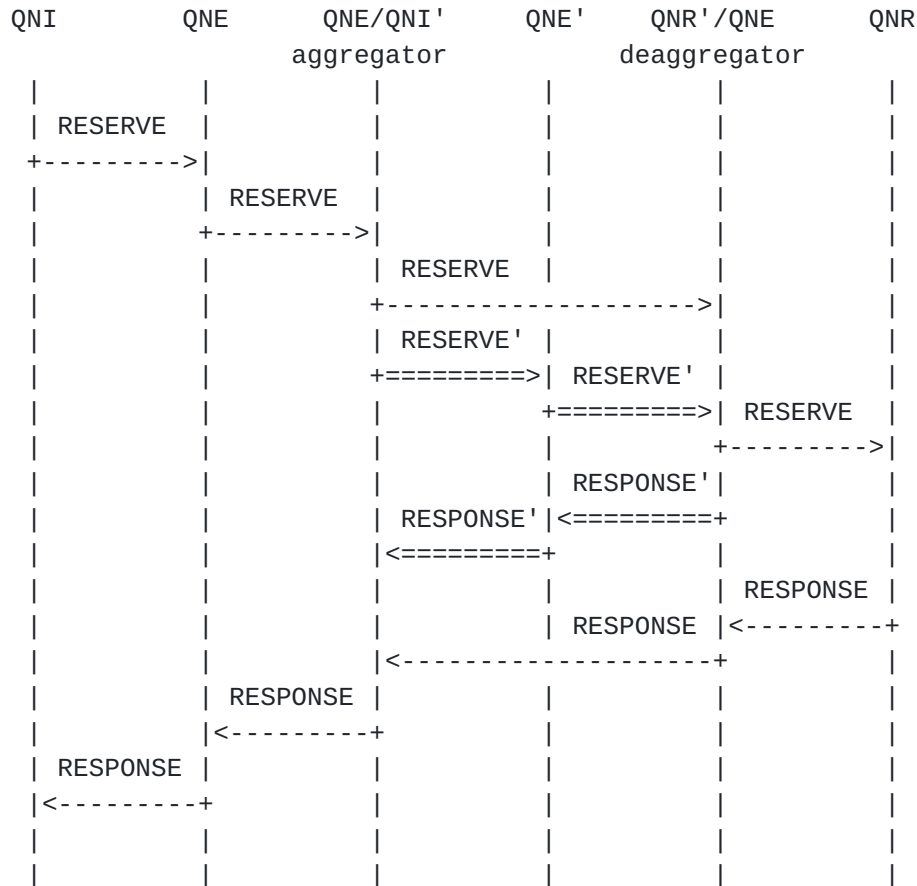 QNI QNE QNE/QNI' QNE' QNR'/QNE QNR
aggregator deaggregator
RESERVE
RESERVE
RESERVE
RESERVE'
RESERVE'
RESERVE
RESPONSE'
RESPONSE'
RESPONSE
RESPONSE
RESPONSE
RESPONSE